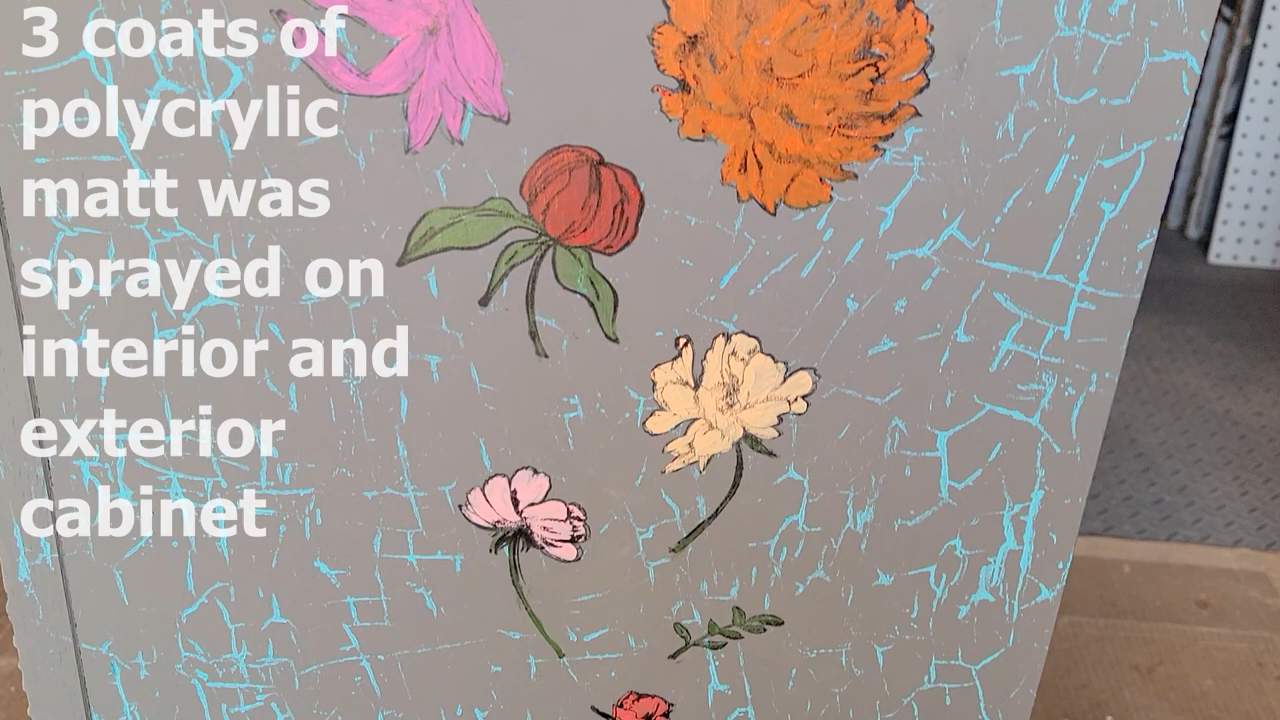 3 coats of
polycrylic
matt was
sprayed on
interior and
exterior
cabinet